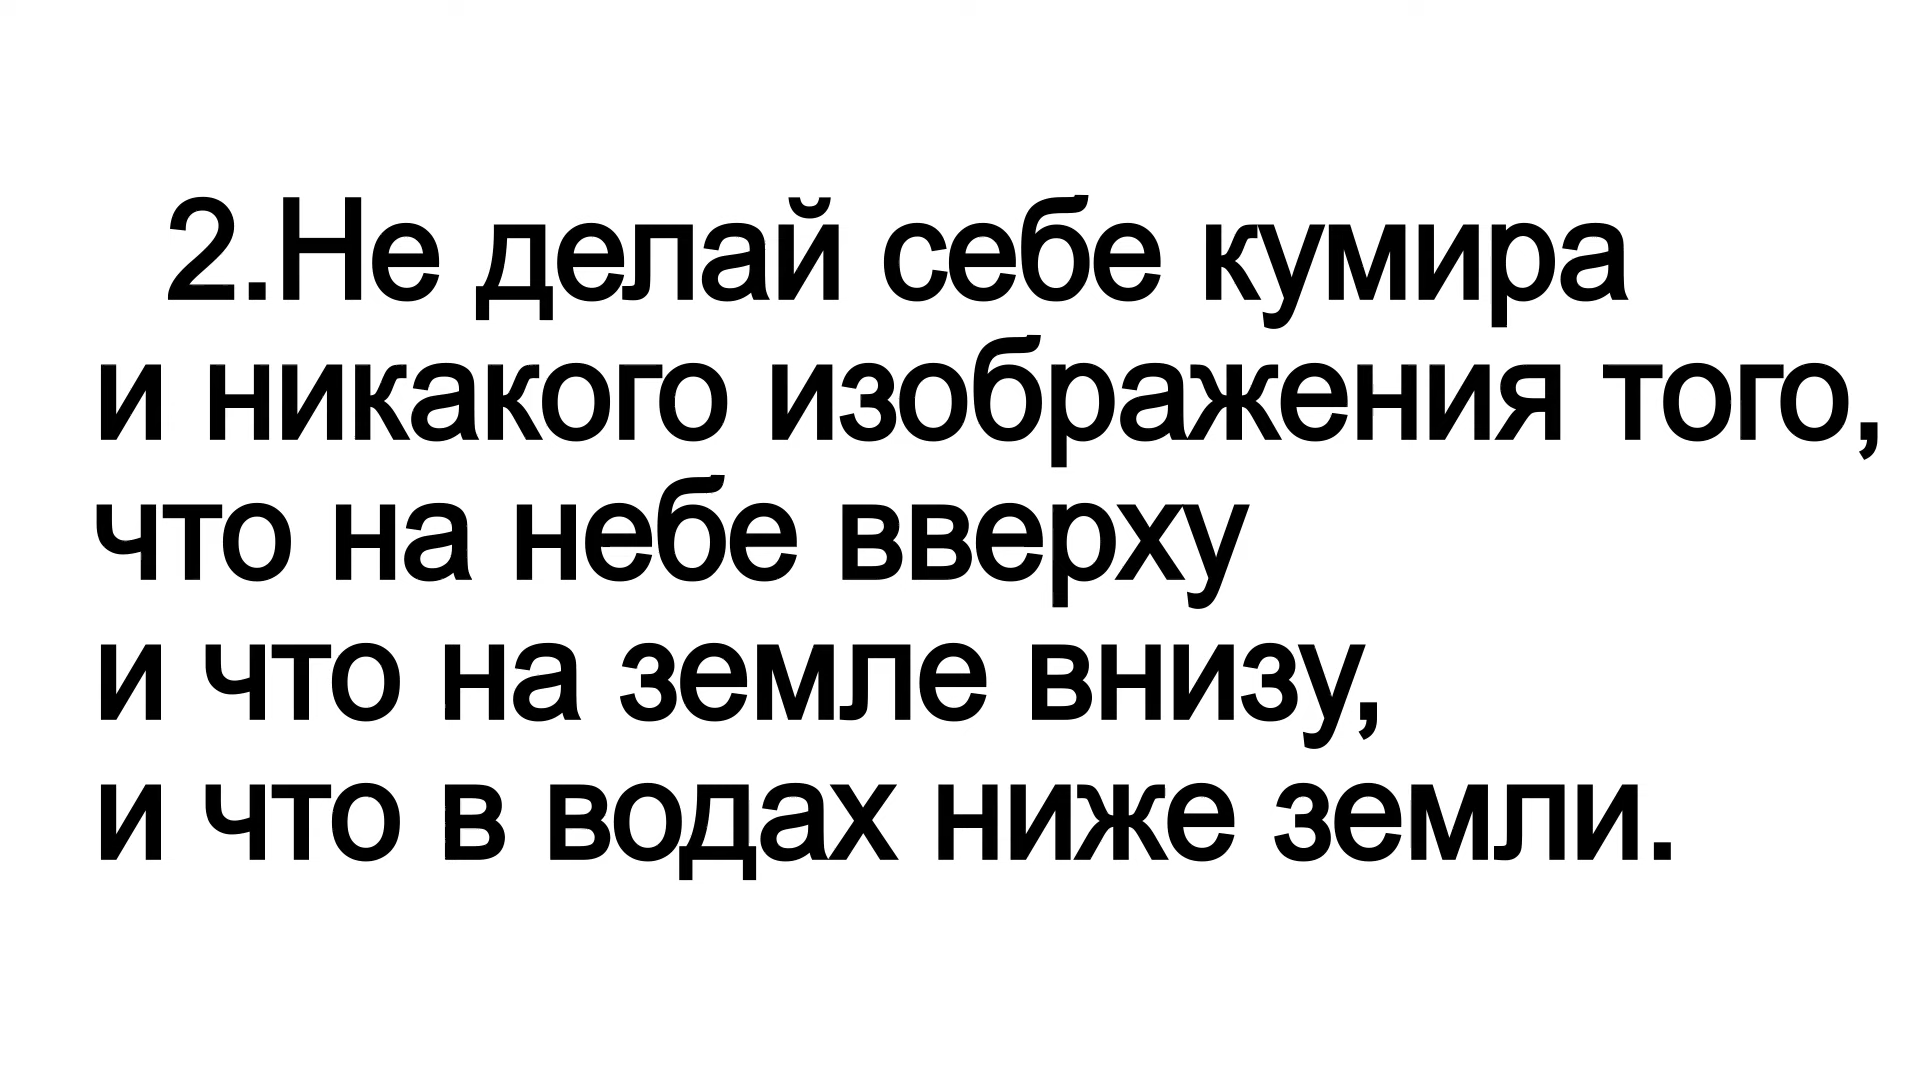 2.Не делай себе кумира
и никакого изображения того,
что на небе вверху
и что на земле внизу,
и что в водах ниже земли.